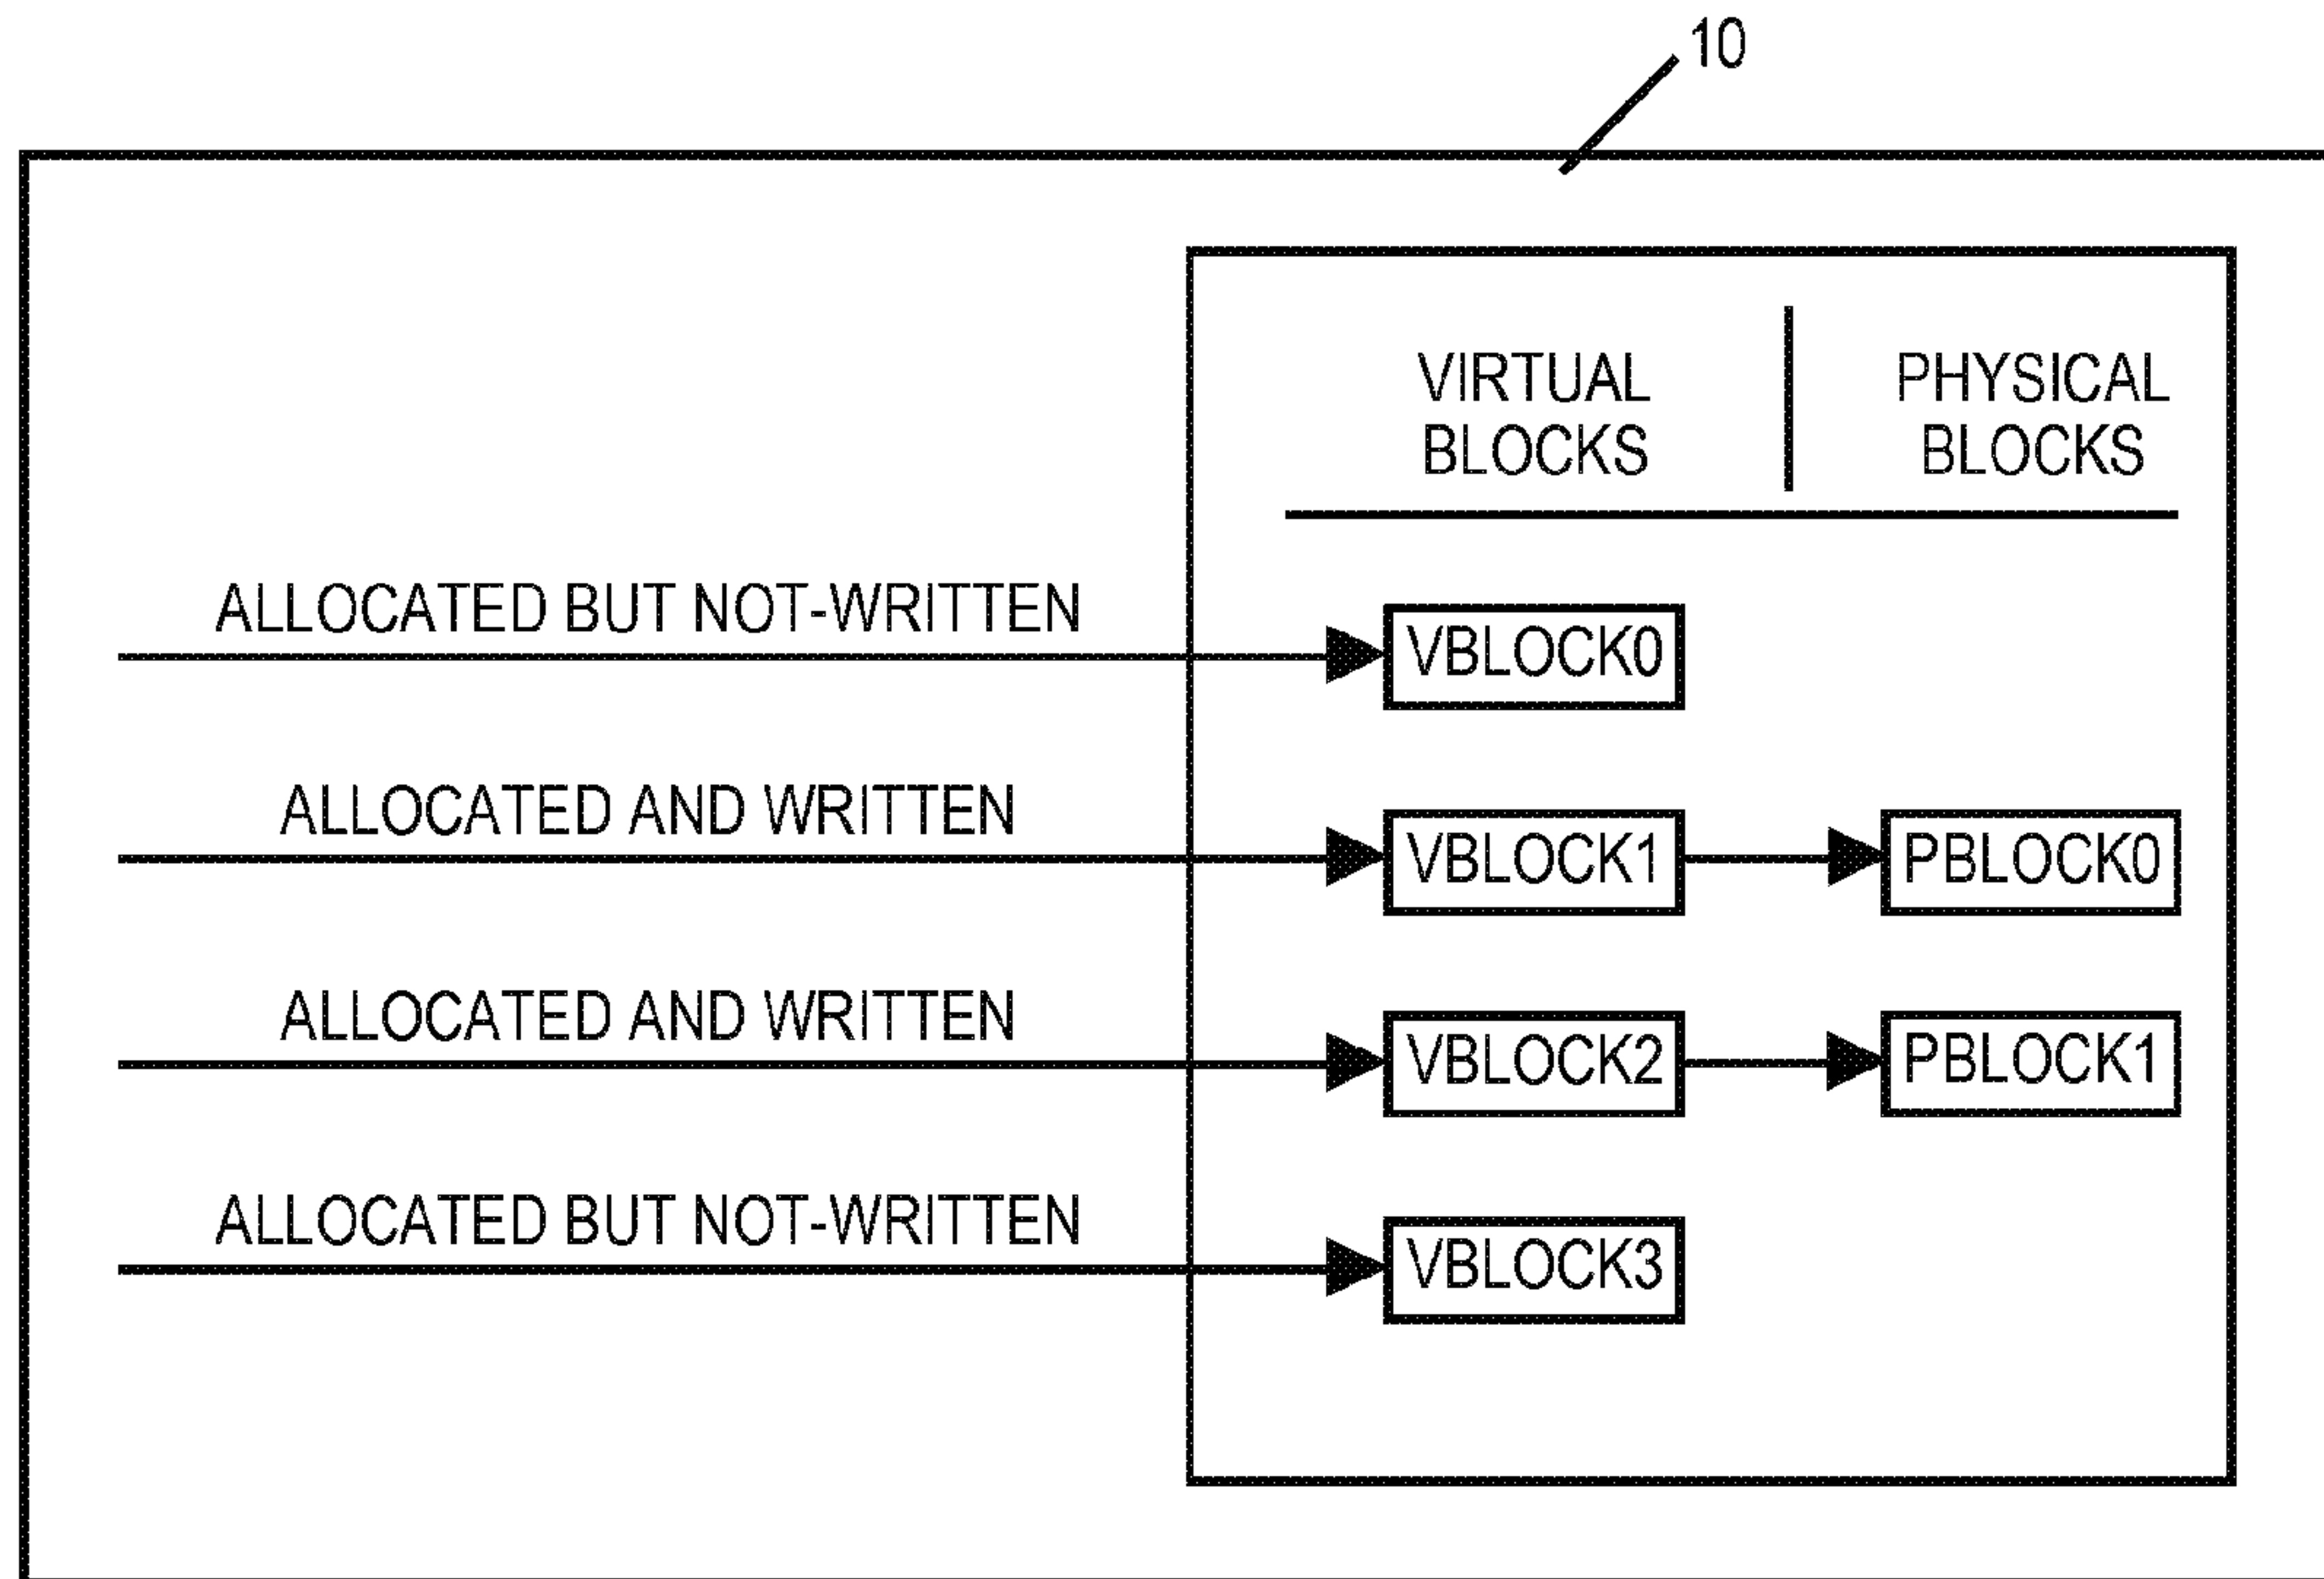 10
VIRTUAL PHYSICAL
BLOCKS BLOCKS
ALLOCATED BUT NOT-WRITTEN
VBLOCK0
ALLOCATED AND WRITTEN
VBLOCK1 PBLOCK0
ALLOCATED AND WRITTEN
VBLOCK2 PBLOCK1
ALLOCATED BUT NOT-WRITTEN
VBLOCK3